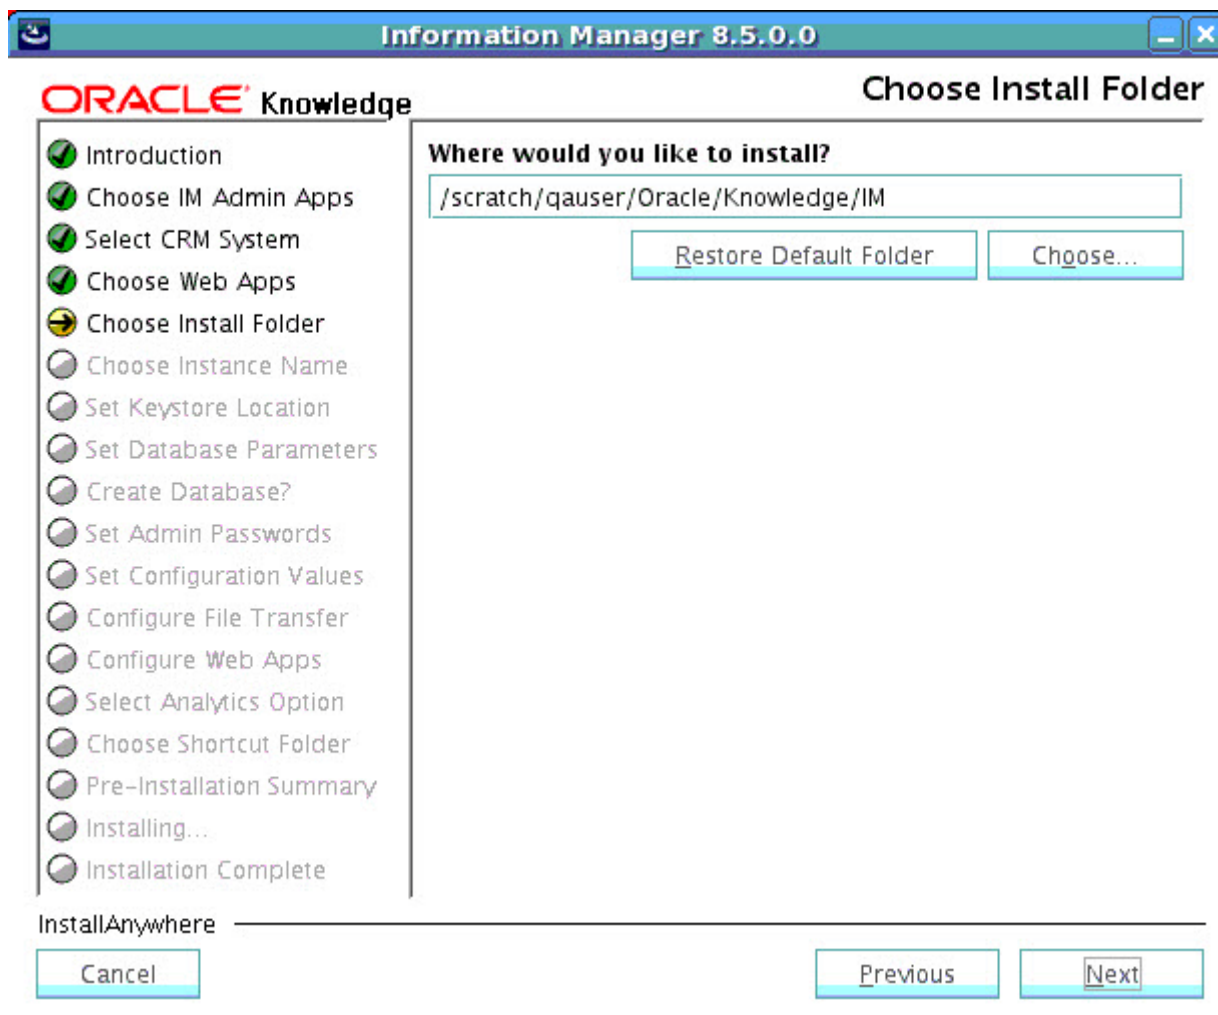 Information Manager 8.5.0.0
ORACLE Knowledge
Choose Install Folder
Introduction
Choose IM Admin Apps
Select CRM System
Choose Web Apps
Choose Install Folder
Choose Instance Name
Set Keystore Location
Set Database Parameters
Create Database?
Set Admin Passwords
Set Configuration Values
Configure File Transfer
Configure Web Apps
Select Analytics Option
Choose Shortcut Folder
Pre-Installation Summary
Installing...
Installation Complete
Where would you like to install?
/scratch/qauser/Oracle/Knowledge/IM
Restore Default Folder
Choose...
InstallAnywhere
Cancel
Previous
Next